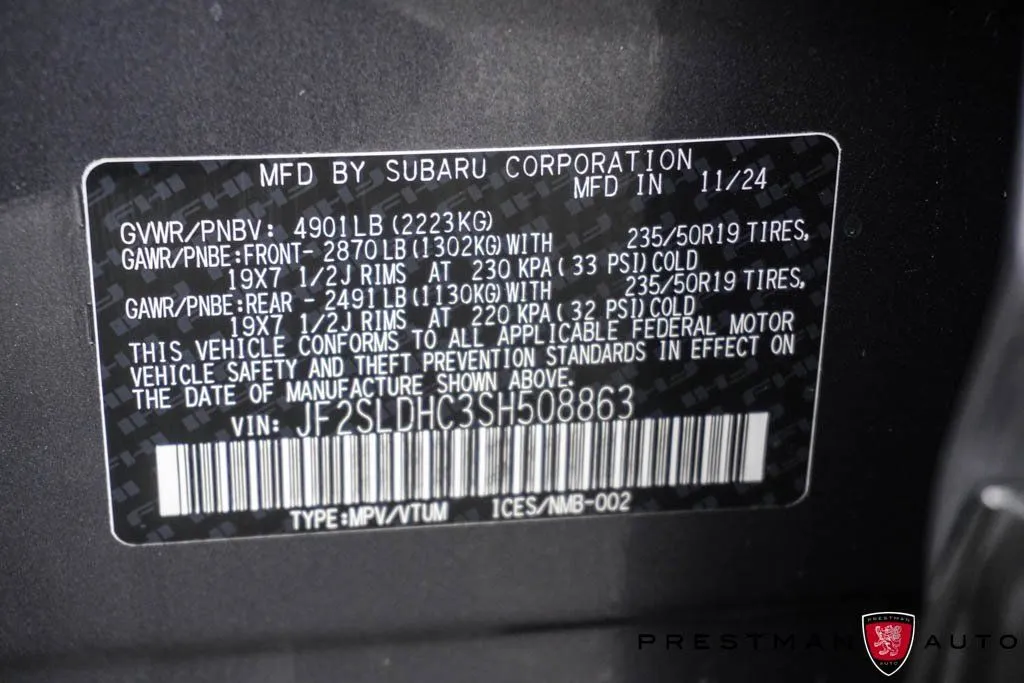 MFD BY SUBARU CORPORATION
MFD IN 11/24
GVWR/PNBV: 4901LB (2223KG)
GAWR/PNBE:FRONT- 2870LB (1302KG) WITH 235/50R19 TIRES,
19X7 1/2J RIMS AT 230 KPA ( 33 PSI) COLD
GAWR/PNBE:REAR - 2491LB (1130KG) WITH 235/50R19 TIRES,
19X7 1/2J RIMS AT 220 KPA ( 32 PSI) COLD
THIS VEHICLE CONFORMS TO ALL APPLICABLE FEDERAL MOTOR
VEHICLE SAFETY AND THEFT PREVENTION STANDARDS IN EFFECT ON
THE DATE OF MANUFACTURE SHOWN ABOVE.
VIN: JF2SLDHC3SH508863
TYPE:MPV/VTUM ICES/NMB-002
PRESTMAN AUTO
PRESTMAN
AUTO